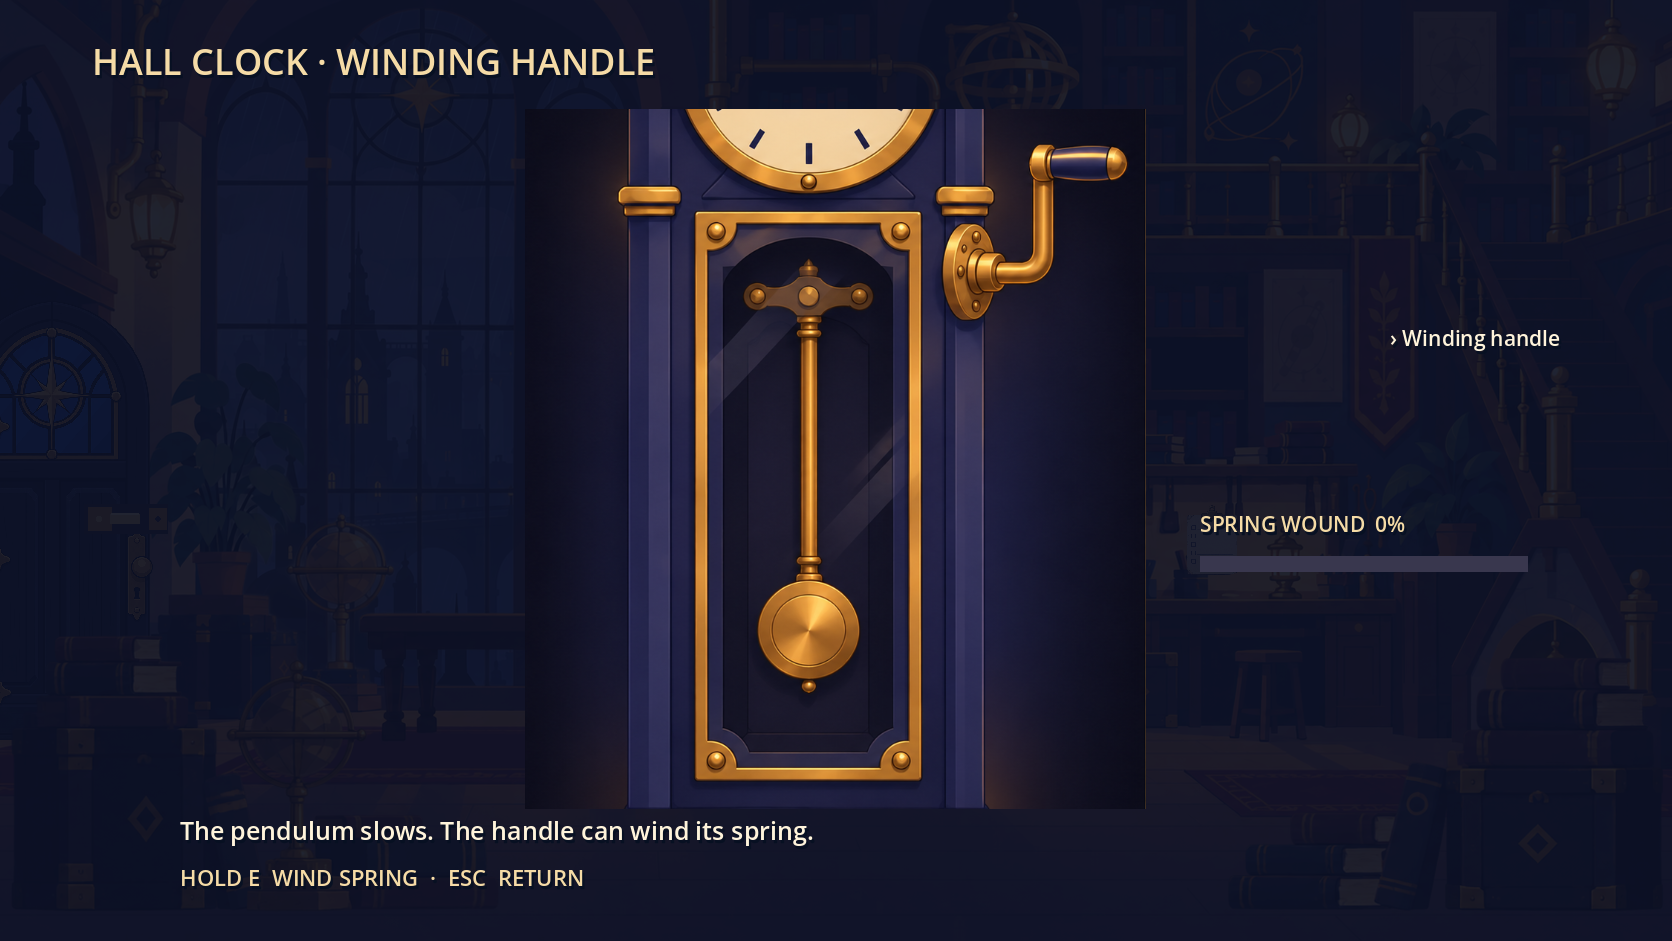 HALL CLOCK · WINDING HANDLE
› Winding handle
SPRING WOUND 0%
The pendulum slows. The handle can wind its spring.
HOLD E WIND SPRING · ESC RETURN